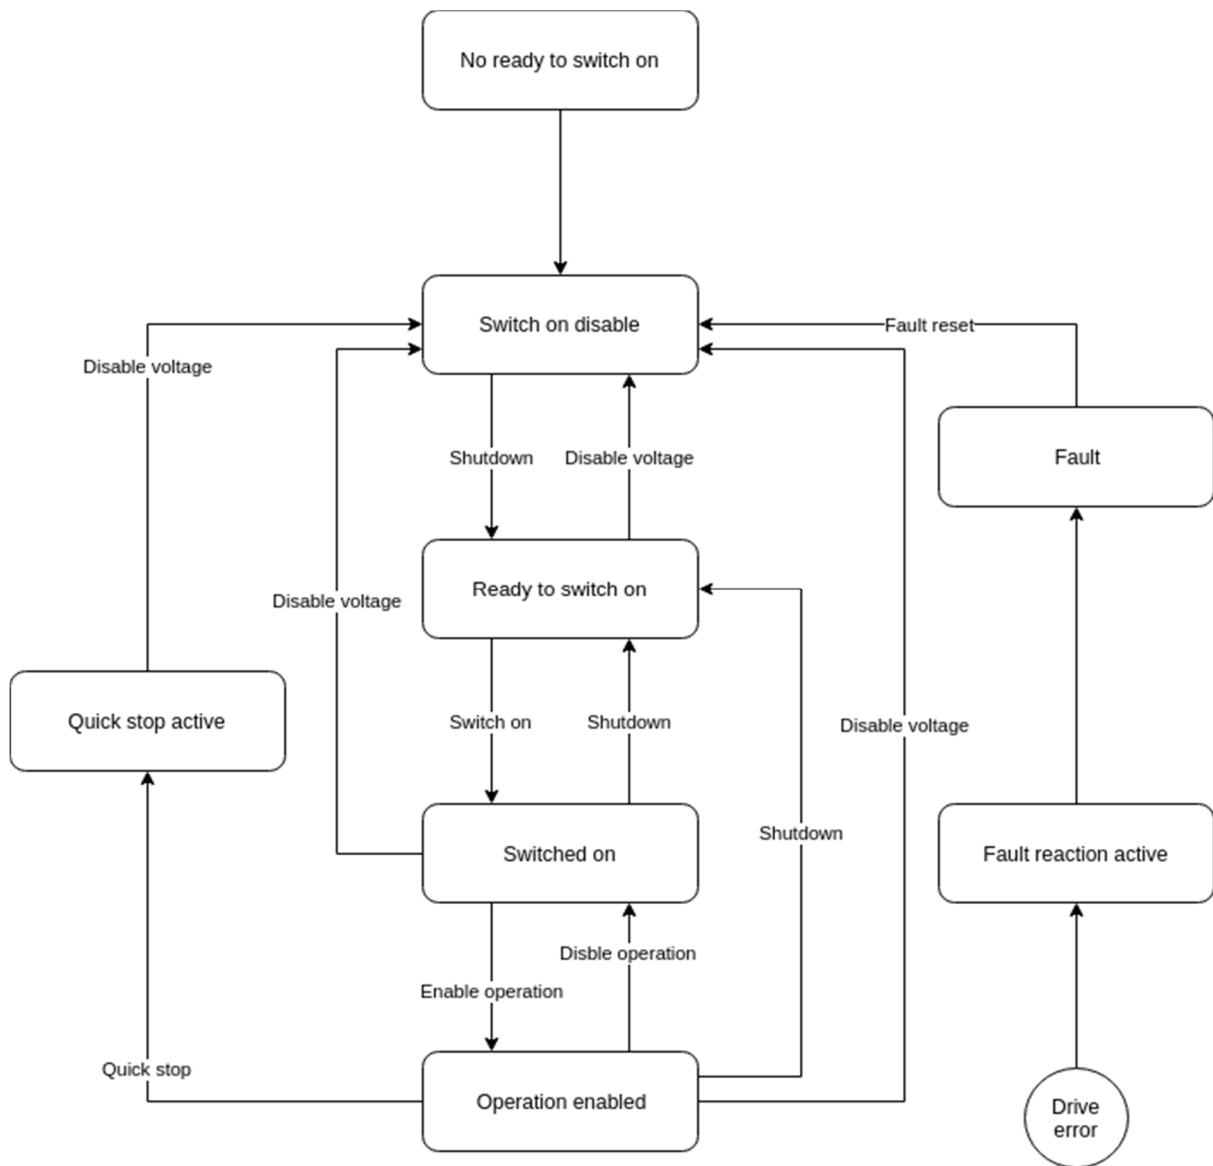 No ready to switch on
Switch on disable
Fault reset
Disable voltage
Shutdown
Disable voltage
Fault
Ready to switch on
Disable voltage
Quick stop active
Switch on
Shutdown
Disable voltage
Shutdown
Switched on
Fault reaction active
Disble operation
Enable operation
Quick stop
Operation enabled
Drive
error